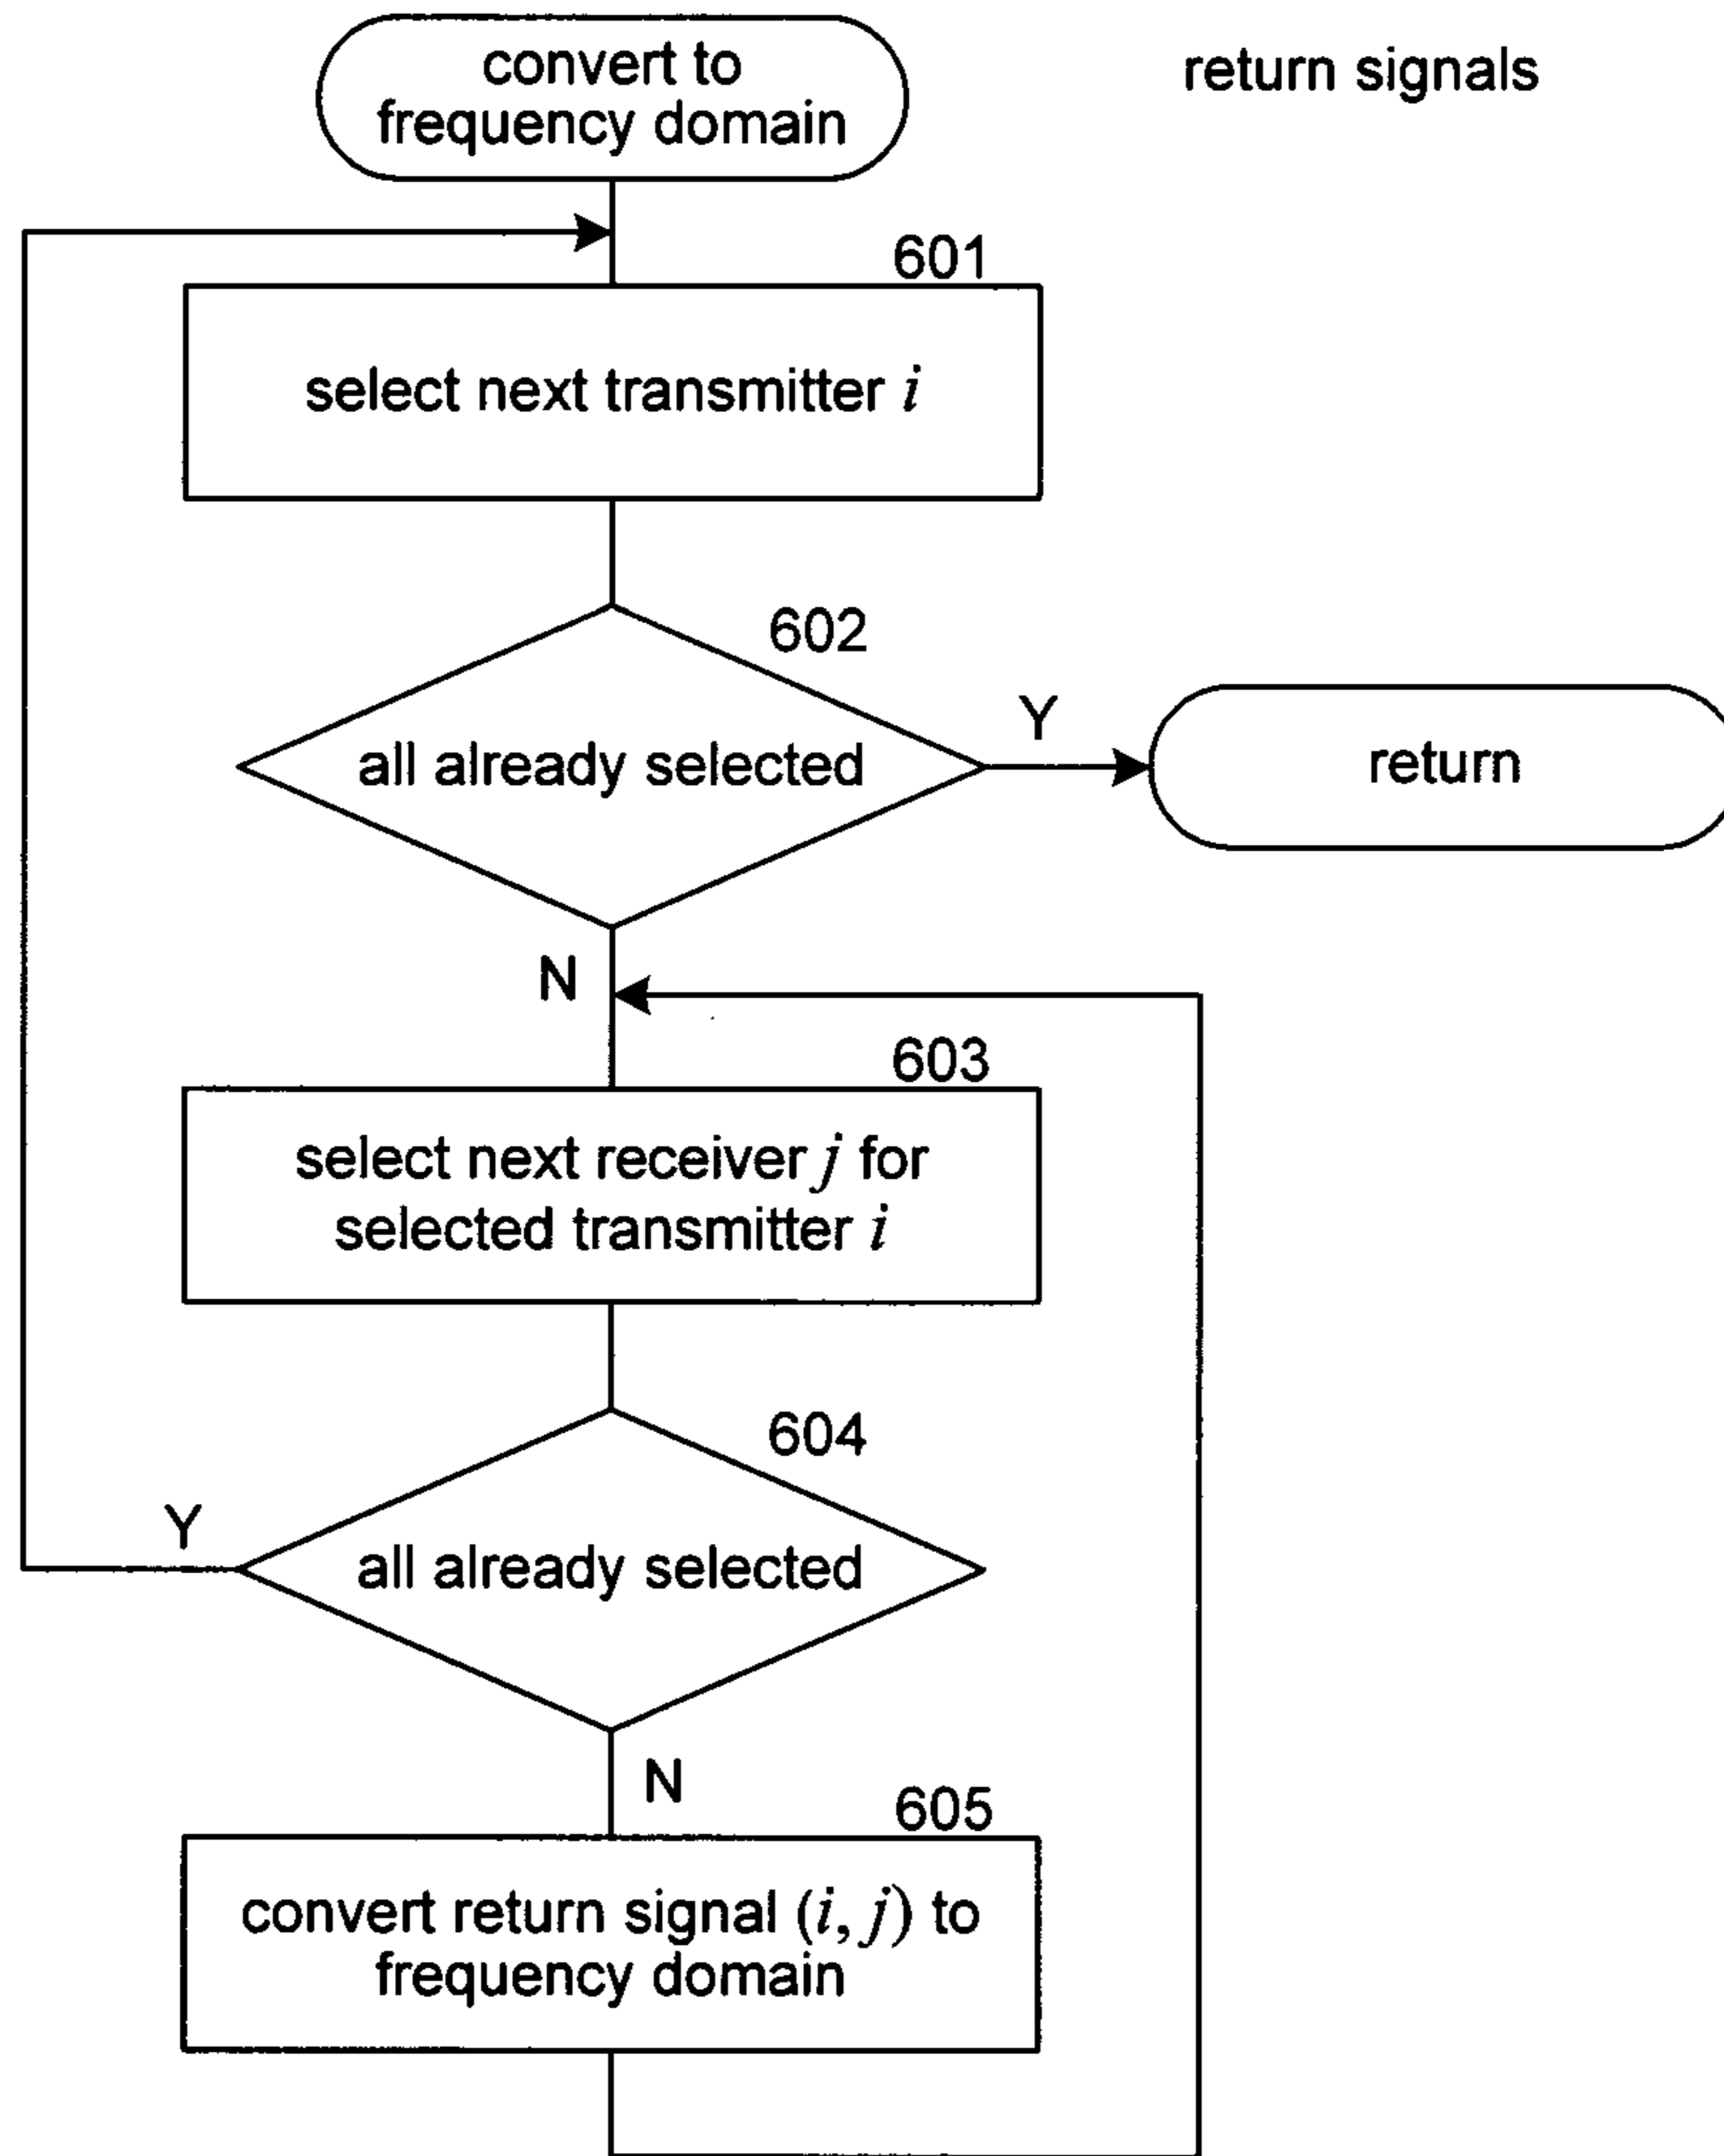 convert to
frequency domain
return signals
601
select next transmitter i
602
all already selected
Y
return
N
603
select next receiver j for
selected transmitter i
604
all already selected
Y
N
605
convert return signal (i, j) to
frequency domain